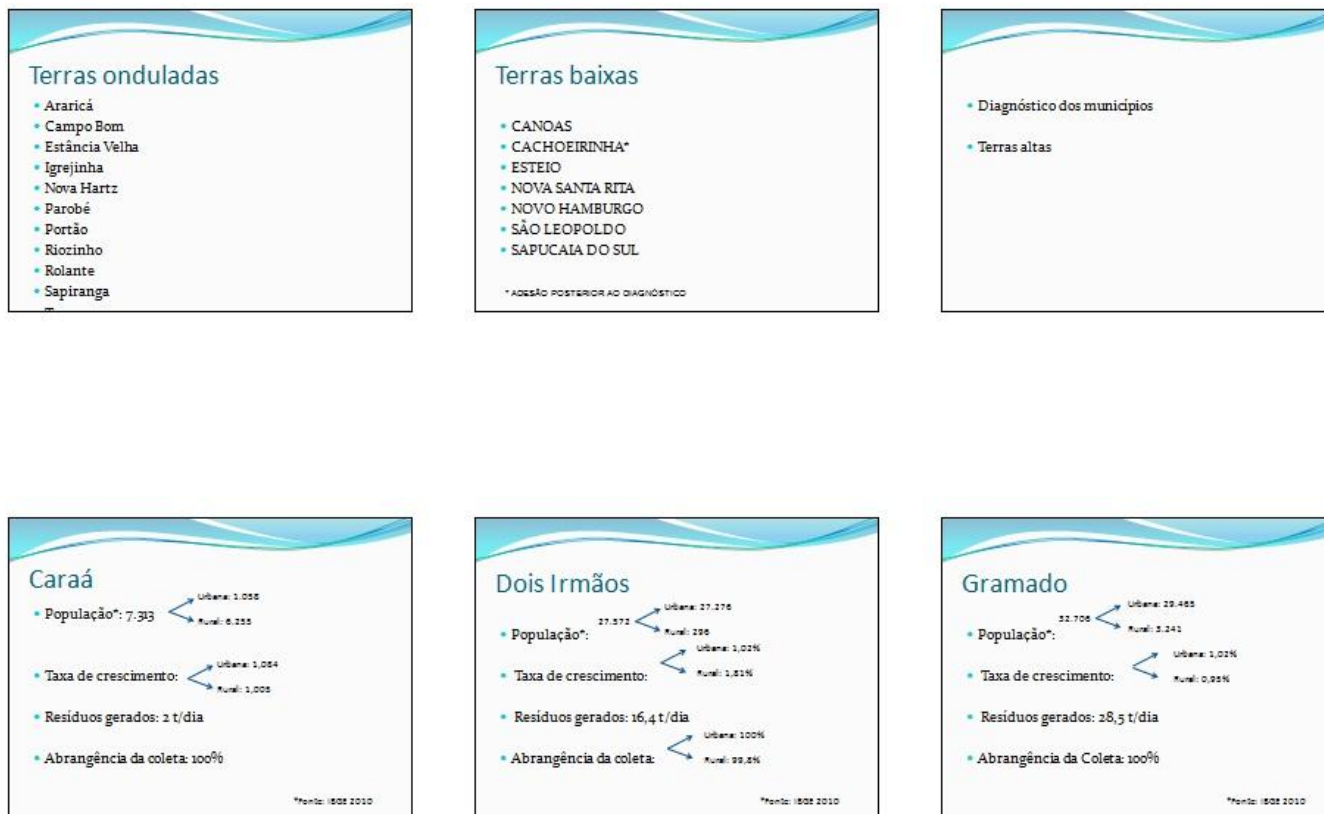 Terras onduladas
• Araricá
• Campo Bom
• Estância Velha
• Igrejinha
• Nova Hartz
• Parobé
• Portão
• Riozinho
• Rolante
• Sapiranga
Terras baixas
• CANOAS
• CACHOEIRINHA*
• ESTEIO
• NOVA SANTA RITA
• NOVO HAMBURGO
• SÃO LEOPOLDO
• SAPUCAIA DO SUL
* ADESÃO POSTERIOR AO DIAGNÓSTICO
• Diagnóstico dos municípios
• Terras altas
Caraá
• População*: 7.313
Urbana: 1.058
Rural: 6.255
• Taxa de crescimento:
Urbana: 1,084
Rural: 1,005
• Resíduos gerados: 2 t/dia
• Abrangência da coleta: 100%
*Fonte: IBGE 2010
Dois Irmãos
• População*:
27.572
Urbana: 27.276
Rural: 296
• Taxa de crescimento:
Urbana: 1,02%
Rural: 1,81%
• Resíduos gerados: 16,4 t/dia
• Abrangência da coleta:
Urbana: 100%
Rural: 99,8%
*Fonte: IBGE 2010
Gramado
• População*:
32.706
Urbana: 29.465
Rural: 3.241
• Taxa de crescimento:
Urbana: 1,02%
Rural: 0,95%
• Resíduos gerados: 28,5 t/dia
• Abrangência da Coleta: 100%
*Fonte: IBGE 2010